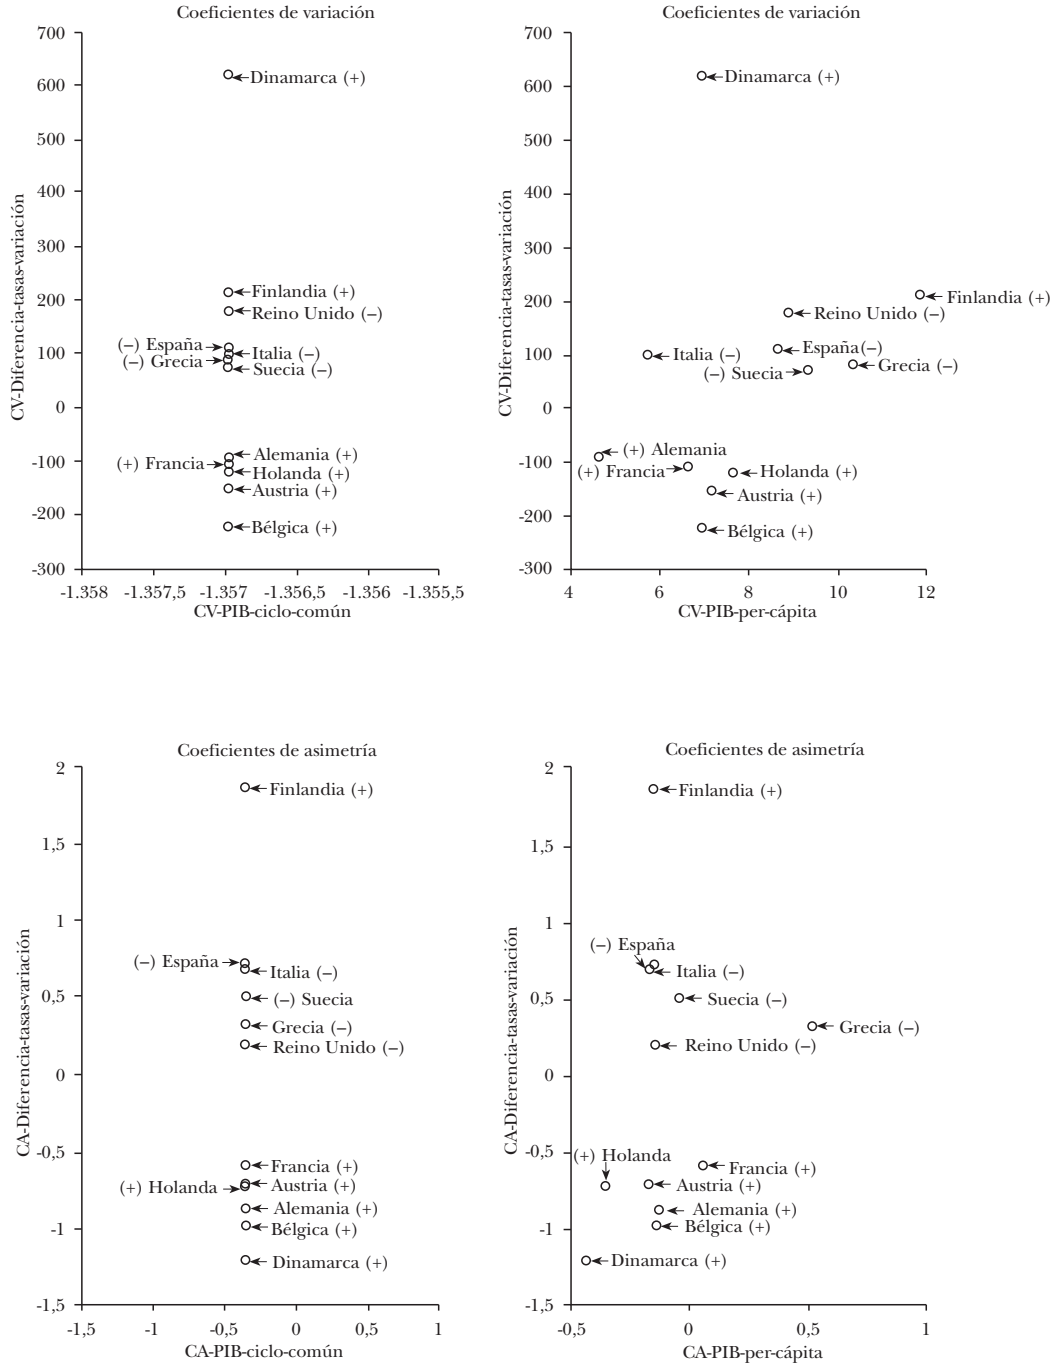 Coeficientes de variación
700
600
500
400
300
200
100
0
-100
-200
-300
CV-Diferencia-tasas-variación
Dinamarca (+)
Finlandia (+)
Reino Unido (–)
(–) España
Italia (–)
(–) Grecia
Suecia (–)
Alemania (+)
(+) Francia
Holanda (+)
Austria (+)
Bélgica (+)
-1.358 -1.357,5 -1.357 -1.356,5 -1.356 -1.355,5
CV-PIB-ciclo-común
Coeficientes de variación
700
600
500
400
300
200
100
0
-100
-200
-300
CV-Diferencia-tasas-variación
Dinamarca (+)
Finlandia (+)
Reino Unido (–)
España(–)
Italia (–)
Grecia (–)
(–) Suecia
(+) Alemania
(+) Francia
Holanda (+)
Austria (+)
Bélgica (+)
4 6 8 10 12
CV-PIB-per-cápita
Coeficientes de asimetría
2
1,5
1
0,5
0
-0,5
-1
-1,5
CA-Diferencia-tasas-variación
Finlandia (+)
(–) España
Italia (–)
(–) Suecia
Grecia (–)
Reino Unido (–)
Francia (+)
Austria (+)
(+) Holanda
Alemania (+)
Bélgica (+)
Dinamarca (+)
-1,5 -1 -0,5 0 0,5 1
CA-PIB-ciclo-común
Coeficientes de asimetría
2
1,5
1
0,5
0
-0,5
-1
-1,5
CA-Diferencia-tasas-variación
Finlandia (+)
(–) España
Italia (–)
Suecia (–)
Grecia (–)
Reino Unido (–)
(+) Holanda
Francia (+)
Austria (+)
Alemania (+)
Bélgica (+)
Dinamarca (+)
-0,5 0 0,5 1
CA-PIB-per-cápita